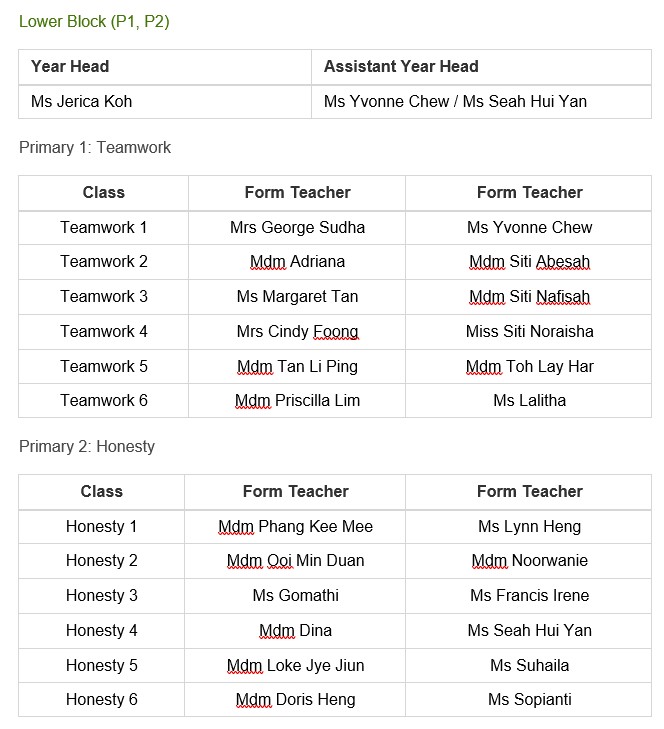 Lower Block (P1, P2)
Year Head Assistant Year Head
Ms Jerica Koh Ms Yvonne Chew / Ms Seah Hui Yan
Primary 1: Teamwork
Class Form Teacher Form Teacher
Teamwork 1 Mrs George Sudha Ms Yvonne Chew
Teamwork 2 Mdm Adriana Mdm Siti Abesah
Teamwork 3 Ms Margaret Tan Mdm Siti Nafisah
Teamwork 4 Mrs Cindy Foong Miss Siti Noraisha
Teamwork 5 Mdm Tan Li Ping Mdm Toh Lay Har
Teamwork 6 Mdm Priscilla Lim Ms Lalitha
Primary 2: Honesty
Class Form Teacher Form Teacher
Honesty 1 Mdm Phang Kee Mee Ms Lynn Heng
Honesty 2 Mdm Ooi Min Duan Mdm Noorwanie
Honesty 3 Ms Gomathi Ms Francis Irene
Honesty 4 Mdm Dina Ms Seah Hui Yan
Honesty 5 Mdm Loke Jye Jiun Ms Suhaila
Honesty 6 Mdm Doris Heng Ms Sopianti